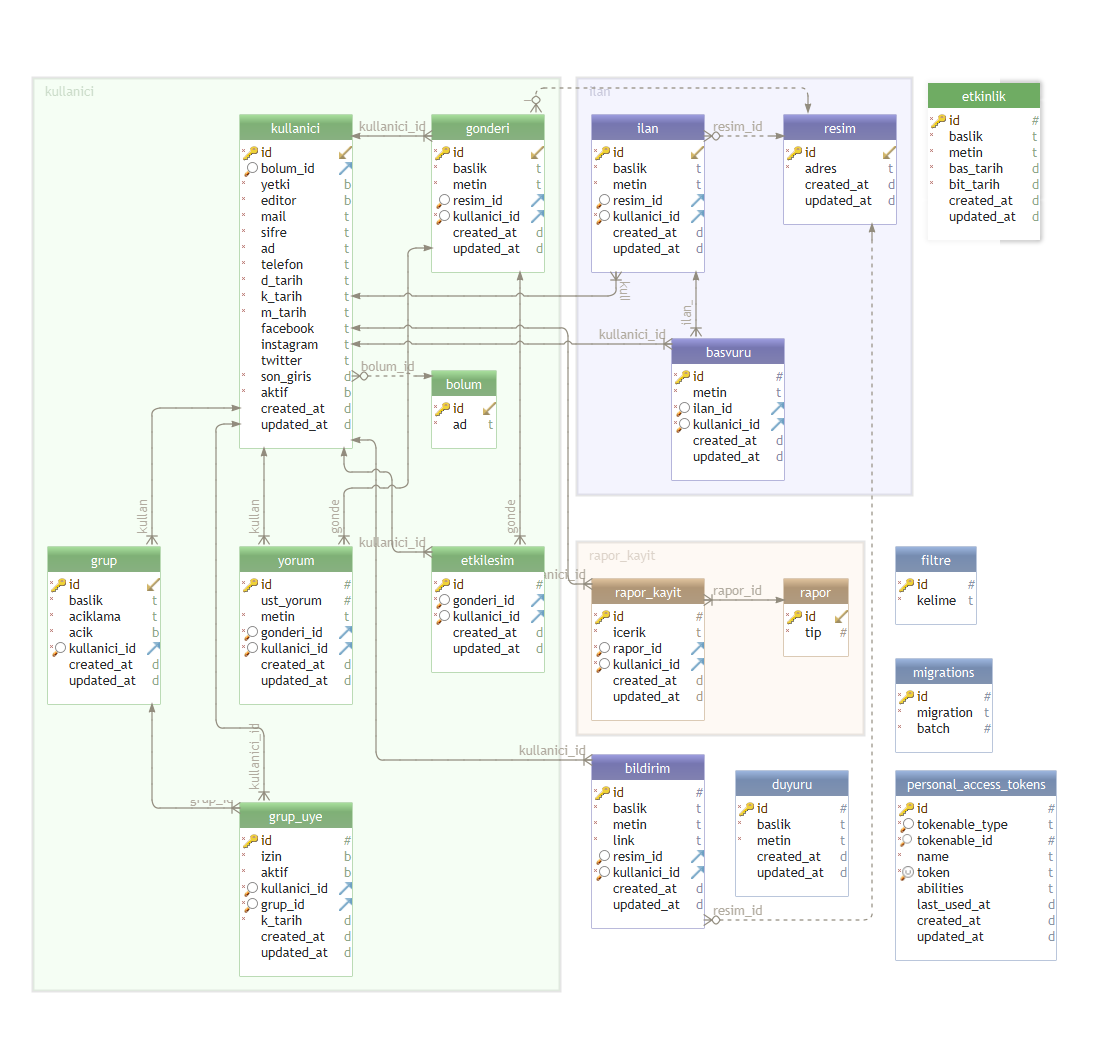 kullanici
kullanici
id
bolum_id
yetki b
editor b
mail t
sifre t
ad t
telefon t
d_tarih t
k_tarih t
m_tarih t
facebook t
instagram t
twitter t
son_giris d
aktif b
created_at d
updated_at d
kullanici_id
gonderi
id
baslik t
metin t
resim_id
kullanici_id
created_at d
updated_at d
bolum_id
bolum
id
ad t
kullan
kullan
gonde
kullanici_id
gonde
grup
id
baslik t
aciklama t
acik b
kullanici_id
created_at d
updated_at d
yorum
id #
ust_yorum #
metin t
gonderi_id
kullanici_id
created_at d
updated_at d
etkilesim
id #
gonderi_id
kullanici_id
created_at d
updated_at d
kullanici_id
grup_id
grup_uye
id #
izin b
aktif b
kullanici_id
grup_id
k_tarih d
created_at d
updated_at d
ilan
ilan
id
baslik t
metin t
resim_id
kullanici_id
created_at d
updated_at d
resim_id
resim
id
adres t
created_at d
updated_at d
kull
ilan_
kullanici_id
basvuru
id #
metin t
ilan_id
kullanici_id
created_at d
updated_at d
etkinlik
id #
baslik t
metin t
bas_tarih d
bit_tarih d
created_at d
updated_at d
rapor_kayit
nici_id
rapor_kayit
id #
icerik t
rapor_id
kullanici_id
created_at d
updated_at d
rapor_id
rapor
id
tip #
filtre
id #
kelime t
migrations
id #
migration t
batch #
kullanici_id
bildirim
id #
baslik t
metin t
link t
resim_id
kullanici_id
created_at d
updated_at d
resim_id
duyuru
id #
baslik t
metin t
created_at d
updated_at d
personal_access_tokens
id #
tokenable_type t
tokenable_id #
name t
token t
abilities t
last_used_at d
created_at d
updated_at d